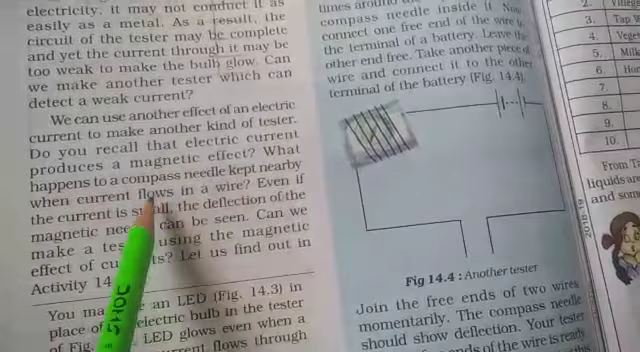 electricity, it may not conduct it as
easily as a metal. As a result, the
circuit of the tester may be complete
and yet the current through it may be
too weak to make the bulb glow. Can
we make another tester which can
detect a weak current?
We can use another effect of an electric
current to make another kind of tester.
Do you recall that electric current
produces a magnetic effect? What
happens to a compass needle kept nearby
when current flows in a wire? Even if
the current is small, the deflection of the
magnetic can be seen. Can we
make a using the magnetic
effect of Let us find out in
Activity 14
You an LED (Fig. 14.3) in
place of electric bulb in the tester
of Fig. LED glows even when a
flows through
times around
compass needle inside it. Now
connect one free end of the wire
the terminal of a battery. Leave the
other end free. Take another piece of
wire and connect it to the other
terminal of the battery (Fig. 14.4).
Fig 14.4 : Another tester
Join the free ends of two wires
momentarily. The compass needle
should show deflection. Your tester
ends of the wire is ready
2.
3. Tap
4.
5.
6.
7.
8.
9.
10.
From
liquids are
and some
2018-19
SHOS